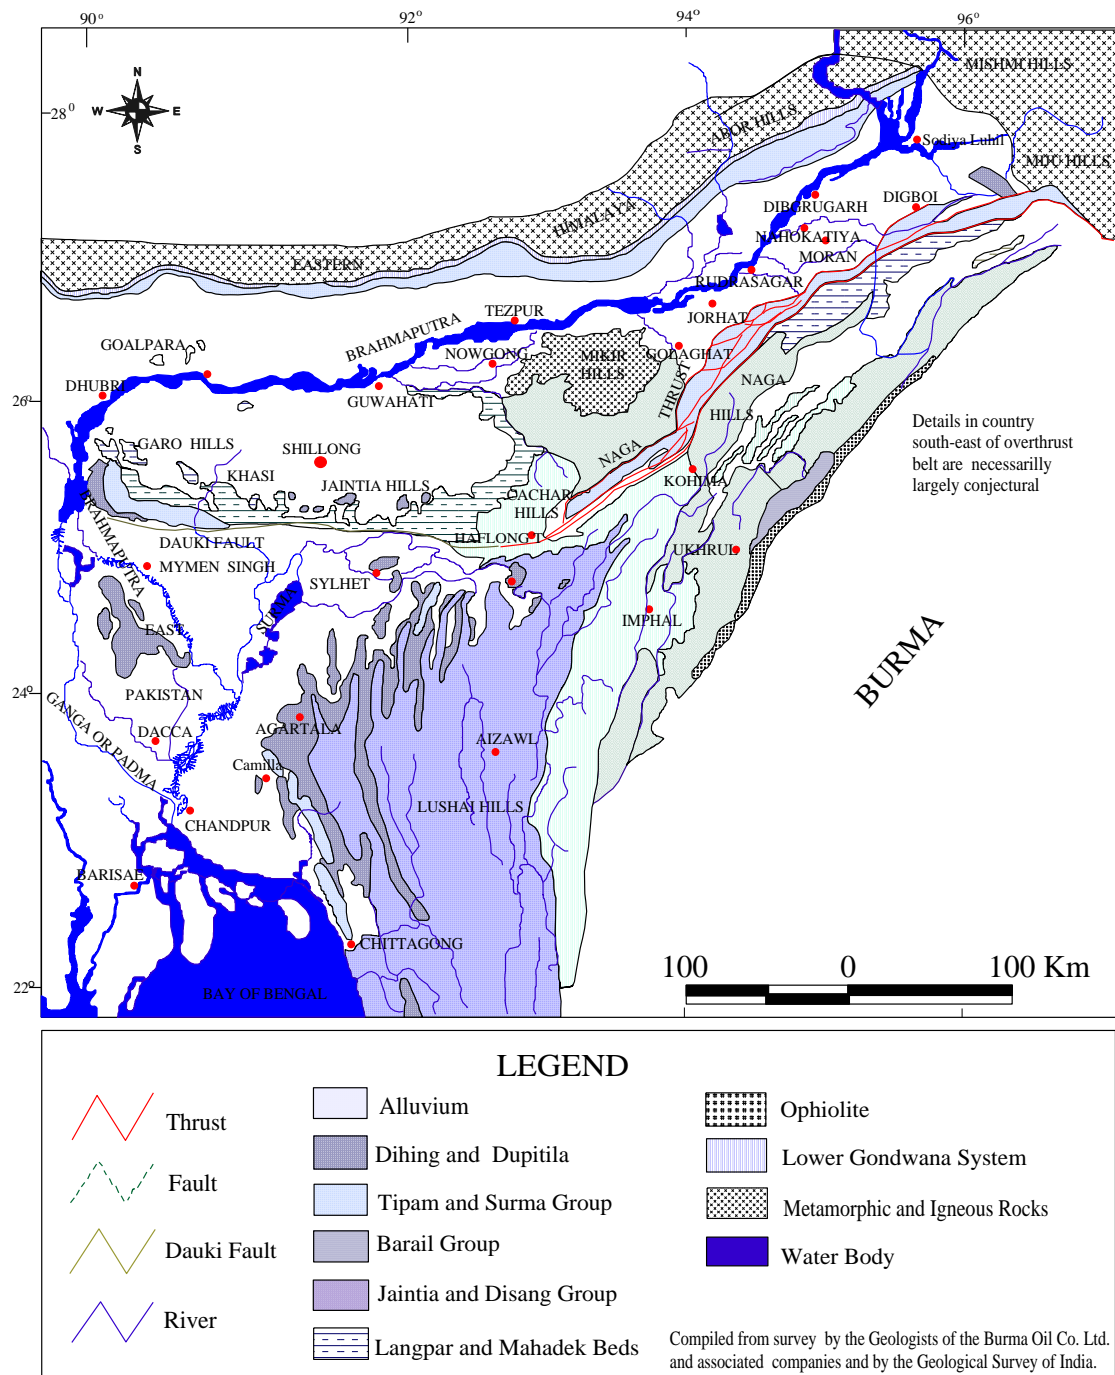 90°
92°
94°
96°
N
W E
S
28°
MISHMI HILLS
ABOR HILLS
Sodiya Luhit
MIDU HILLS
DIBGRUGARH
DIGBOI
HIMALAYA
NAHOKATIYA
EASTERN
MORAN
RUDRASAGAR
TEZPUR
JORHAT
BRAHMAPUTRA
GOALPARA
NOWGONG
MIKIR
HILLS
GOLAGHAT
DHUBRI
GUWAHATI
THRUST
NAGA
HILLS
26°
Details in country
south-east of overthrust
belt are necessarily
largely conjectural
GARO HILLS
SHILLONG
NAGA
KHASI
JAINTIA HILLS
KOHIMA
CACHAR
HILLS
BRAHMAPUTRA
DAUKI FAULT
HAFLONG T
UKHRUL
MYMEN SINGH
SYLHET
SURMA
IMPHAL
EAST
BURMA
24°
PAKISTAN
GANGA OR PADMA
DACCA
AGARTALA
AIZAWL
Camilla
LUSHAI HILLS
CHANDPUR
BARISAE
CHITTAGONG
22°
BAY OF BENGAL
100 0 100 Km
LEGEND
Thrust
Fault
Dauki Fault
River
Alluvium
Dihing and Dupitila
Tipam and Surma Group
Barail Group
Jaintia and Disang Group
Langpar and Mahadek Beds
Ophiolite
Lower Gondwana System
Metamorphic and Igneous Rocks
Water Body
Compiled from survey by the Geologists of the Burma Oil Co. Ltd.
and associated companies and by the Geological Survey of India.